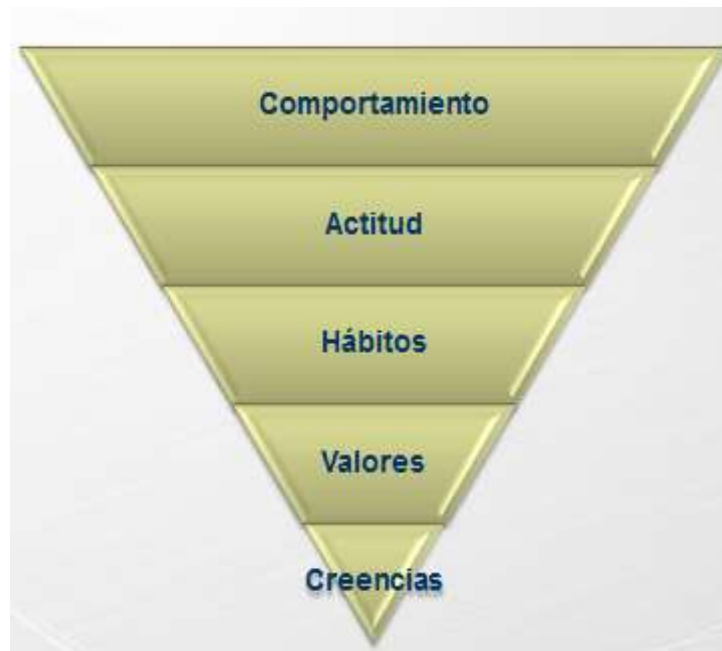 Comportamiento
Actitud
Hábitos
Valores
Creencias